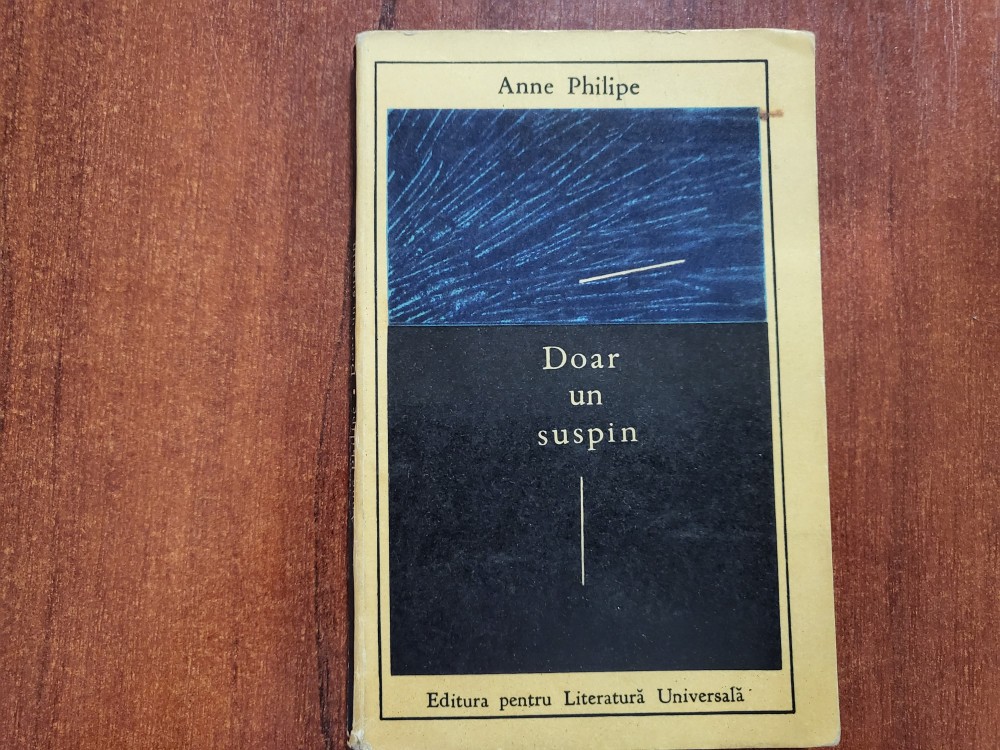 Anne Philipe
Doar
un
suspin
Editura pentru Literatură Universală